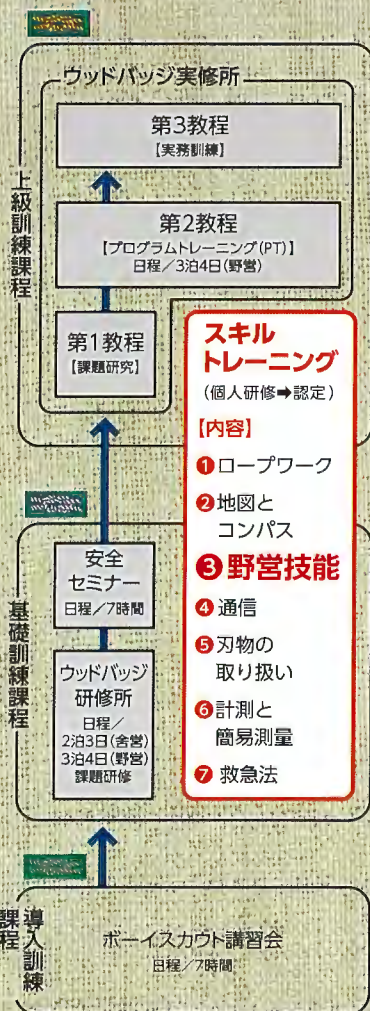 上級訓練課程
ウッドバッジ実修所
第3教程
【実務訓練】
第2教程
【プログラムトレーニング(PT)】
日程／3泊4日(野営)
第1教程
【課題研究】
スキル
トレーニング
(個人研修➡認定)
【内容】
❶ロープワーク
❷地図と
コンパス
❸野営技能
❹通信
❺刃物の
取り扱い
❻計測と
簡易測量
❼救急法
基礎訓練課程
安全
セミナー
日程／7時間
ウッドバッジ
研修所
日程／
2泊3日(舎営)
3泊4日(野営)
課題研修
導入訓練
課程
ボーイスカウト講習会
日程／7時間